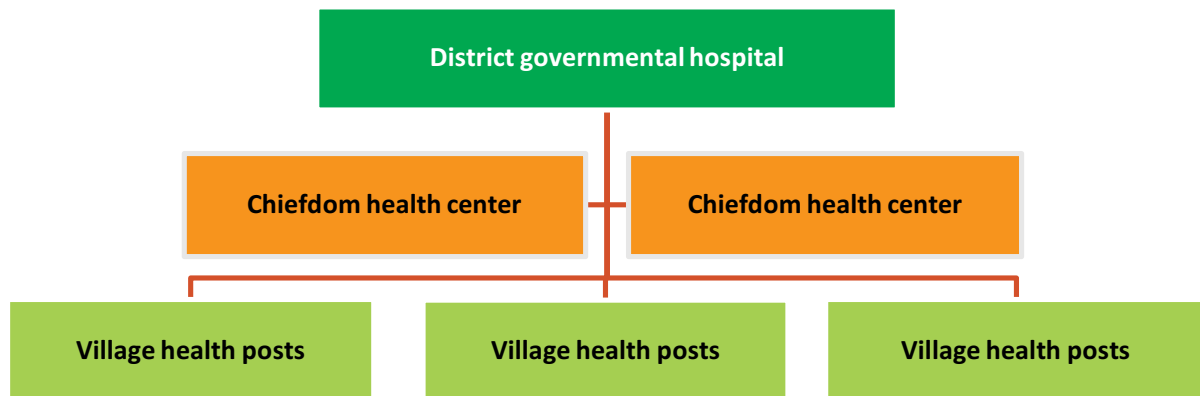 District governmental hospital
Chiefdom health center
Chiefdom health center
Village health posts
Village health posts
Village health posts